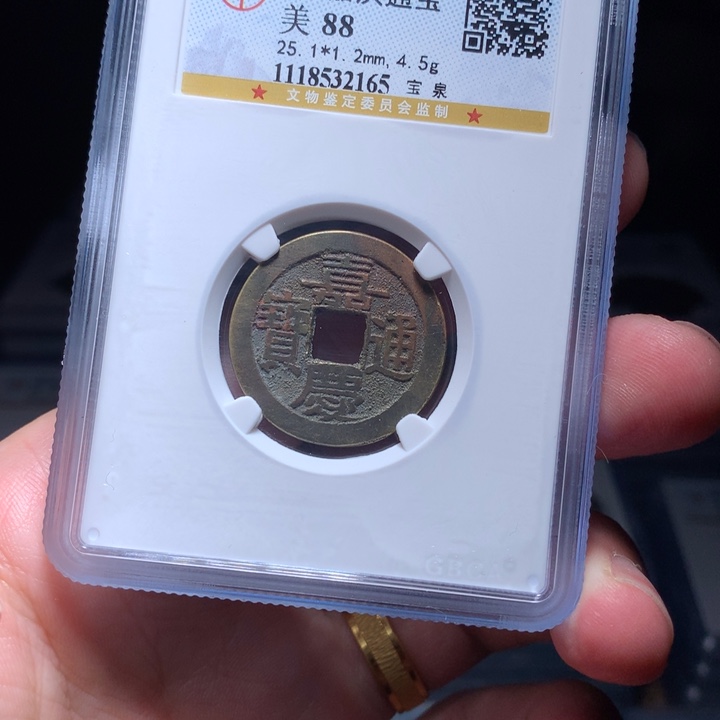 通宝
美 88
25.1*1.2mm, 4.5g
1118532165 宝泉
★ 文物鉴定委员会监制 ★
嘉慶通寶
GBCA